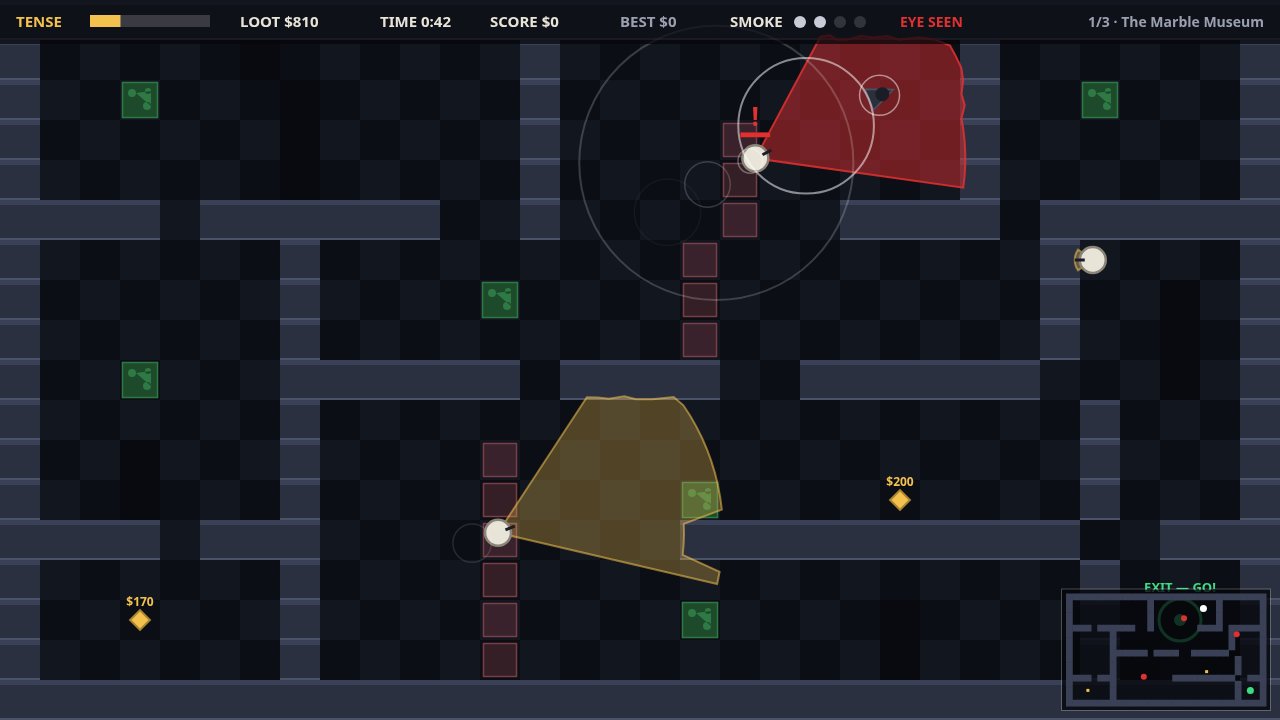 TENSE LOOT $810 TIME 0:42 SCORE $0 BEST $0 SMOKE EYE SEEN 1/3 · The Marble Museum
!
$200
EXIT — GO!
$170